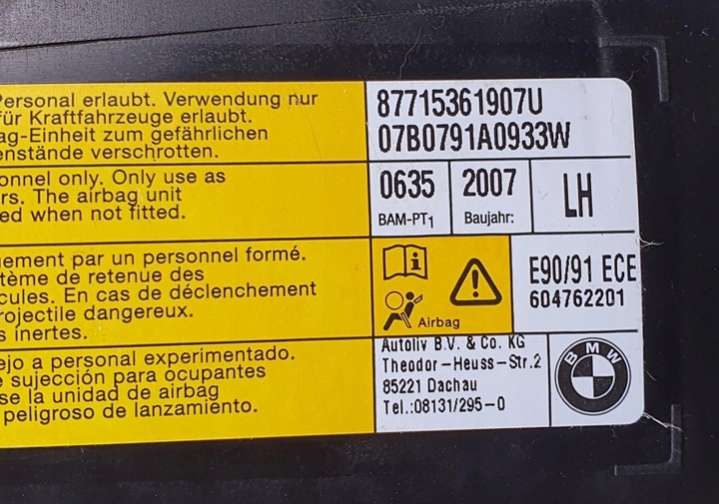 Personal erlaubt. Verwendung nur
für Kraftfahrzeuge erlaubt.
ag-Einheit zum gefährlichen
enstände verschrotten.
onnel only. Only use as
rs. The airbag unit
ed when not fitted.
uement par un personnel formé.
tème de retenue des
cules. En cas de déclenchement
rojectile dangereux.
s inertes.
ejo a personal experimentado.
e sujección para ocupantes
se la unidad de airbag
peligroso de lanzamiento.
87715361907U
07B0791A0933W
0635
BAM-PT1
2007
Baujahr:
LH
Airbag
E90/91 ECE
604762201
Autoliv B.V. & Co. KG
Theodor-Heuss-Str.2
85221 Dachau
Tel.:08131/295-0
BMW